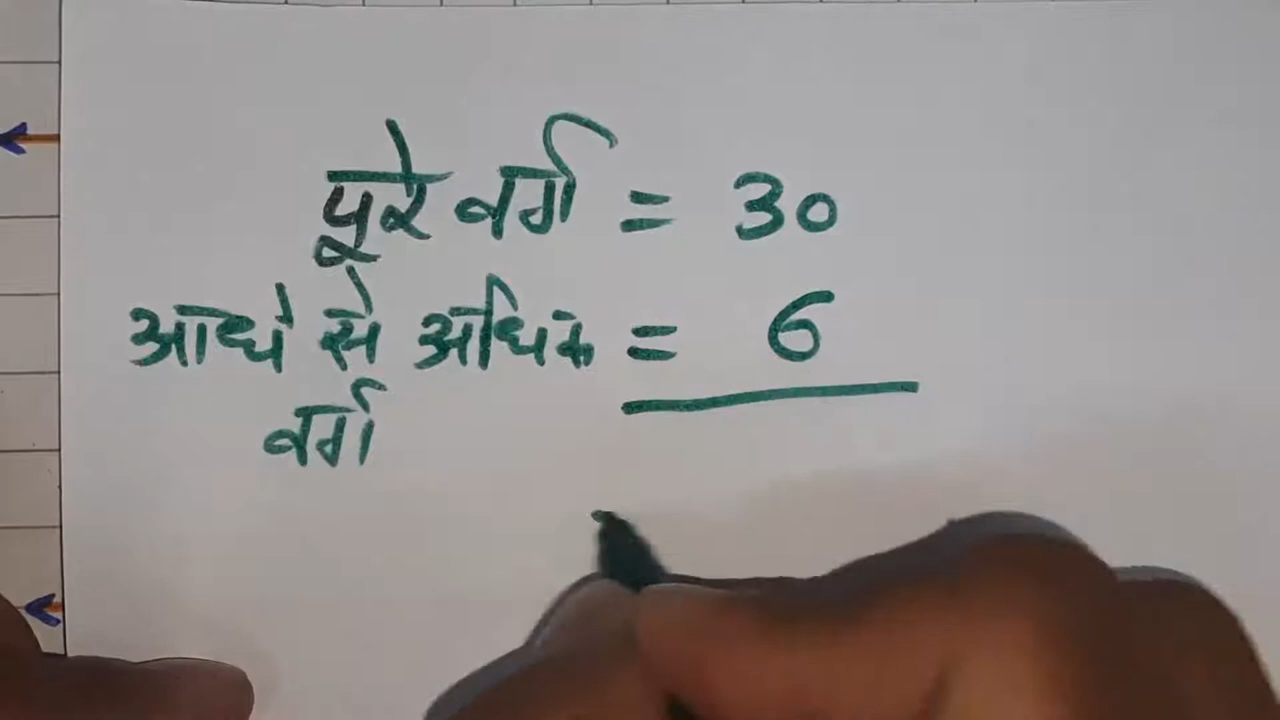 पूरे वर्ग = 30
आधे से अधिक = 6
वर्ग